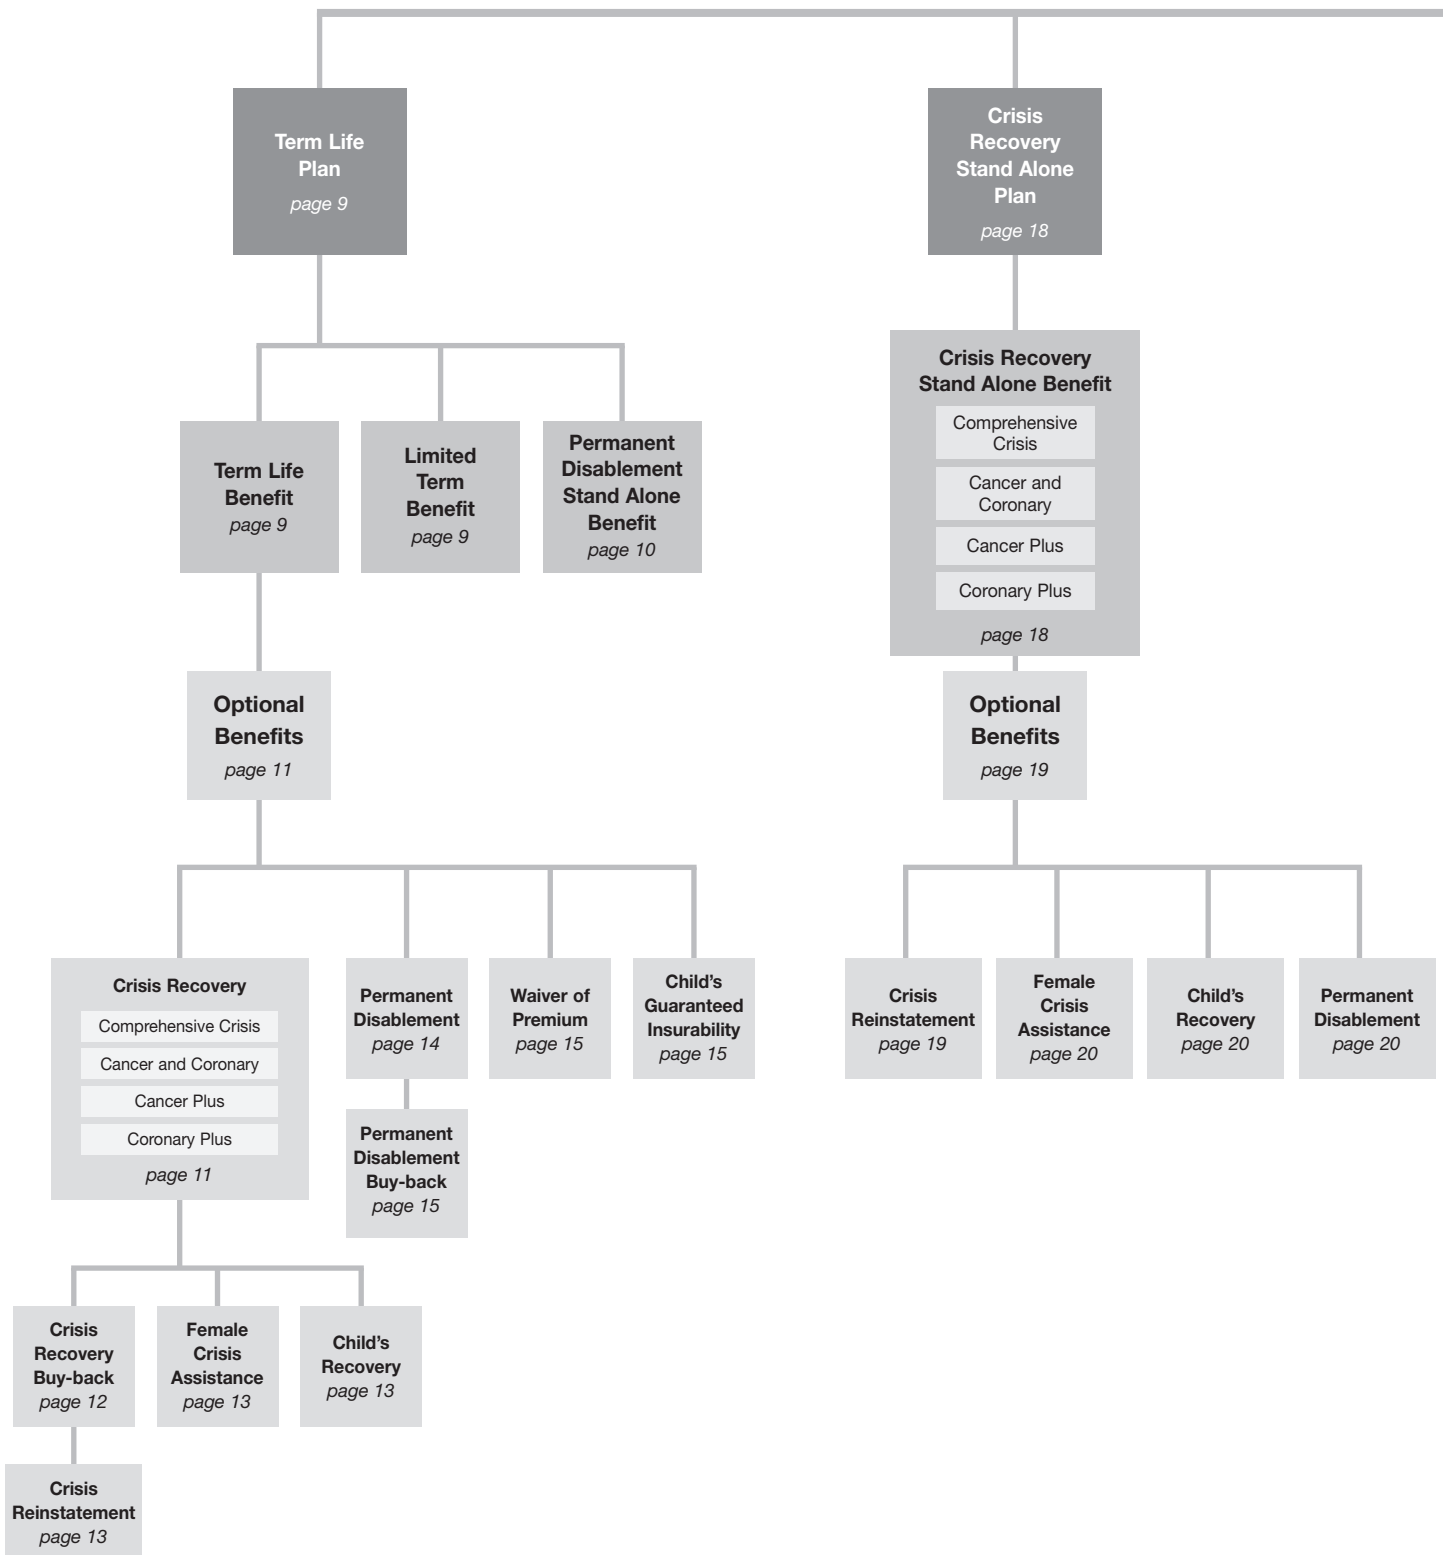 Term Life
Plan
page 9
Crisis
Recovery
Stand Alone
Plan
page 18
Term Life
Benefit
page 9
Limited
Term
Benefit
page 9
Permanent
Disablement
Stand Alone
Benefit
page 10
Crisis Recovery
Stand Alone Benefit
Comprehensive
Crisis
Cancer and
Coronary
Cancer Plus
Coronary Plus
page 18
Optional
Benefits
page 11
Optional
Benefits
page 19
Crisis Recovery
Comprehensive Crisis
Cancer and Coronary
Cancer Plus
Coronary Plus
page 11
Permanent
Disablement
page 14
Waiver of
Premium
page 15
Child’s
Guaranteed
Insurability
page 15
Crisis
Reinstatement
page 19
Female
Crisis
Assistance
page 20
Child’s
Recovery
page 20
Permanent
Disablement
page 20
Permanent
Disablement
Buy-back
page 15
Crisis
Recovery
Buy-back
page 12
Female
Crisis
Assistance
page 13
Child’s
Recovery
page 13
Crisis
Reinstatement
page 13